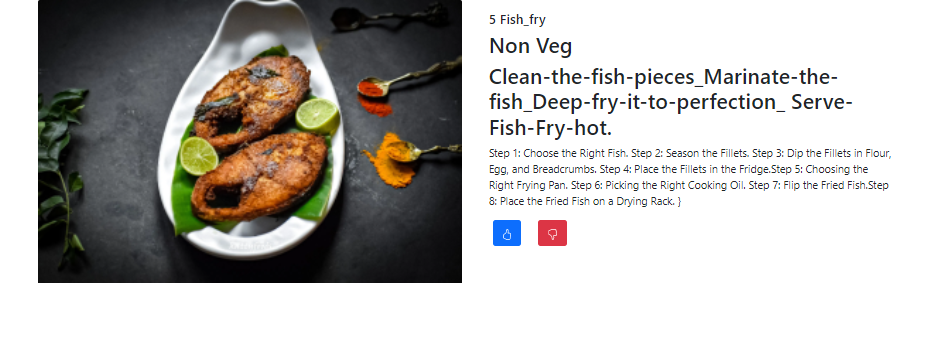 5 Fish_fry
Non Veg
Clean-the-fish-pieces_Marinate-the-
fish_Deep-fry-it-to-perfection_ Serve-
Fish-Fry-hot.
Step 1: Choose the Right Fish. Step 2: Season the Fillets. Step 3: Dip the Fillets in Flour,
Egg, and Breadcrumbs. Step 4: Place the Fillets in the Fridge.Step 5: Choosing the
Right Frying Pan. Step 6: Picking the Right Cooking Oil. Step 7: Flip the Fried Fish.Step
8: Place the Fried Fish on a Drying Rack. }